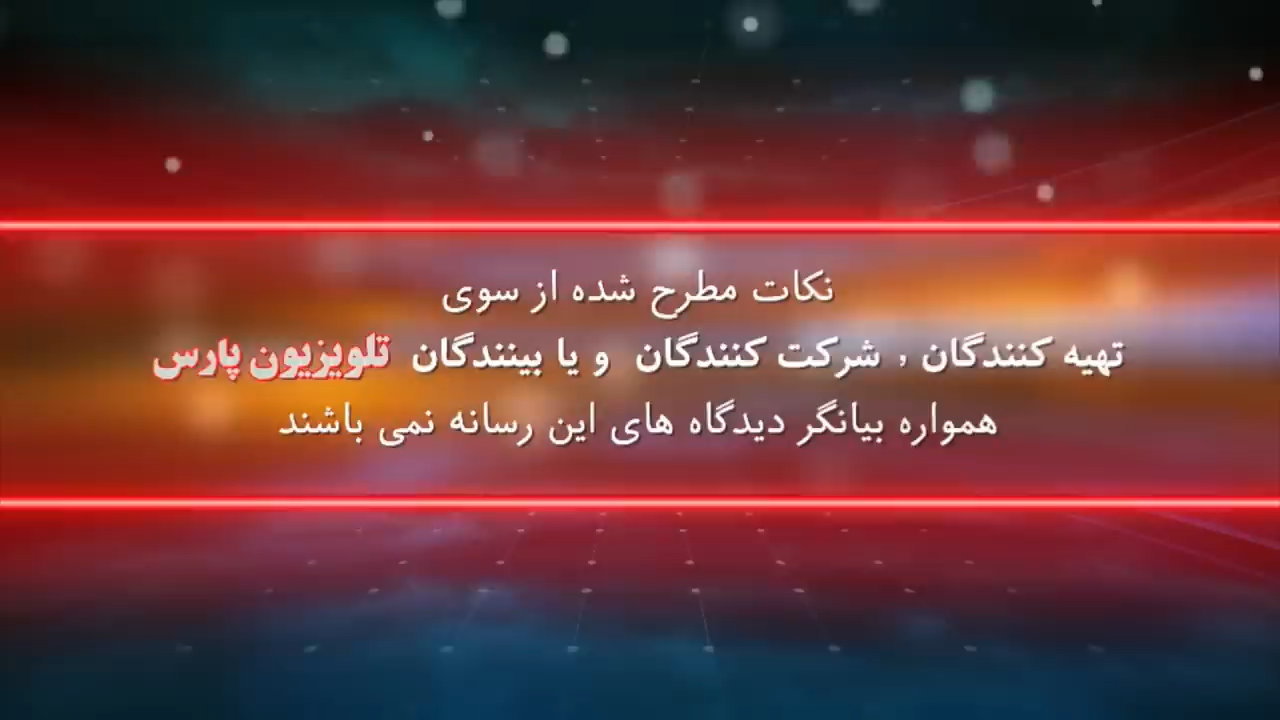 نکات مطرح شده از سوی
تهیه کنندگان , شرکت کنندگان و یا بینندگان تلویزیون پارس
همواره بیانگر دیدگاه های این رسانه نمی باشند